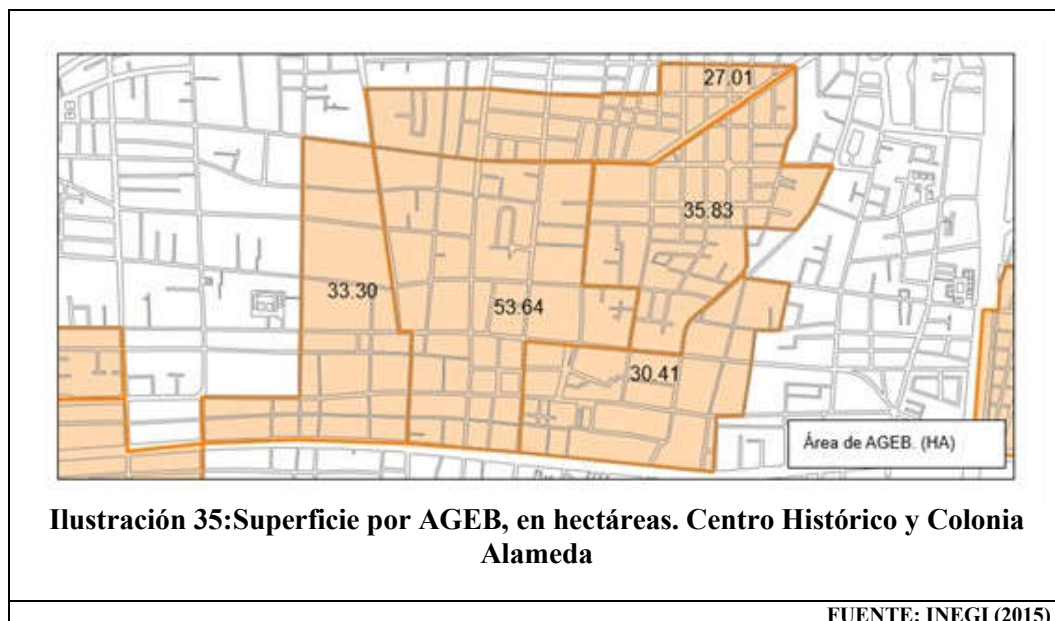 27.01
35.83
33.30
53.64
30.41
Área de AGEB. (HA)
Ilustración 35:Superficie por AGEB, en hectáreas. Centro Histórico y Colonia
Alameda
FUENTE: INEGI (2015)